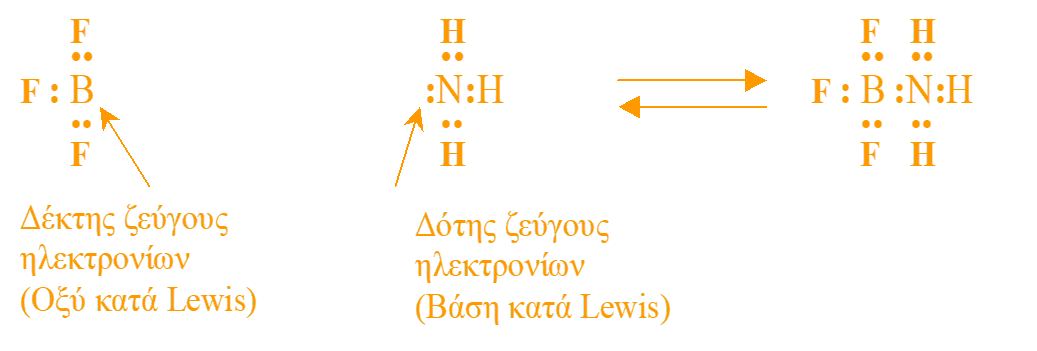 F H F H
•• •• •• ••
F : B :N:H F : B :N:H
•• •• •• ••
F H F H
Δέκτης ζεύγους
ηλεκτρονίων
(Οξύ κατά Lewis)
Δότης ζεύγους
ηλεκτρονίων
(Βάση κατά Lewis)